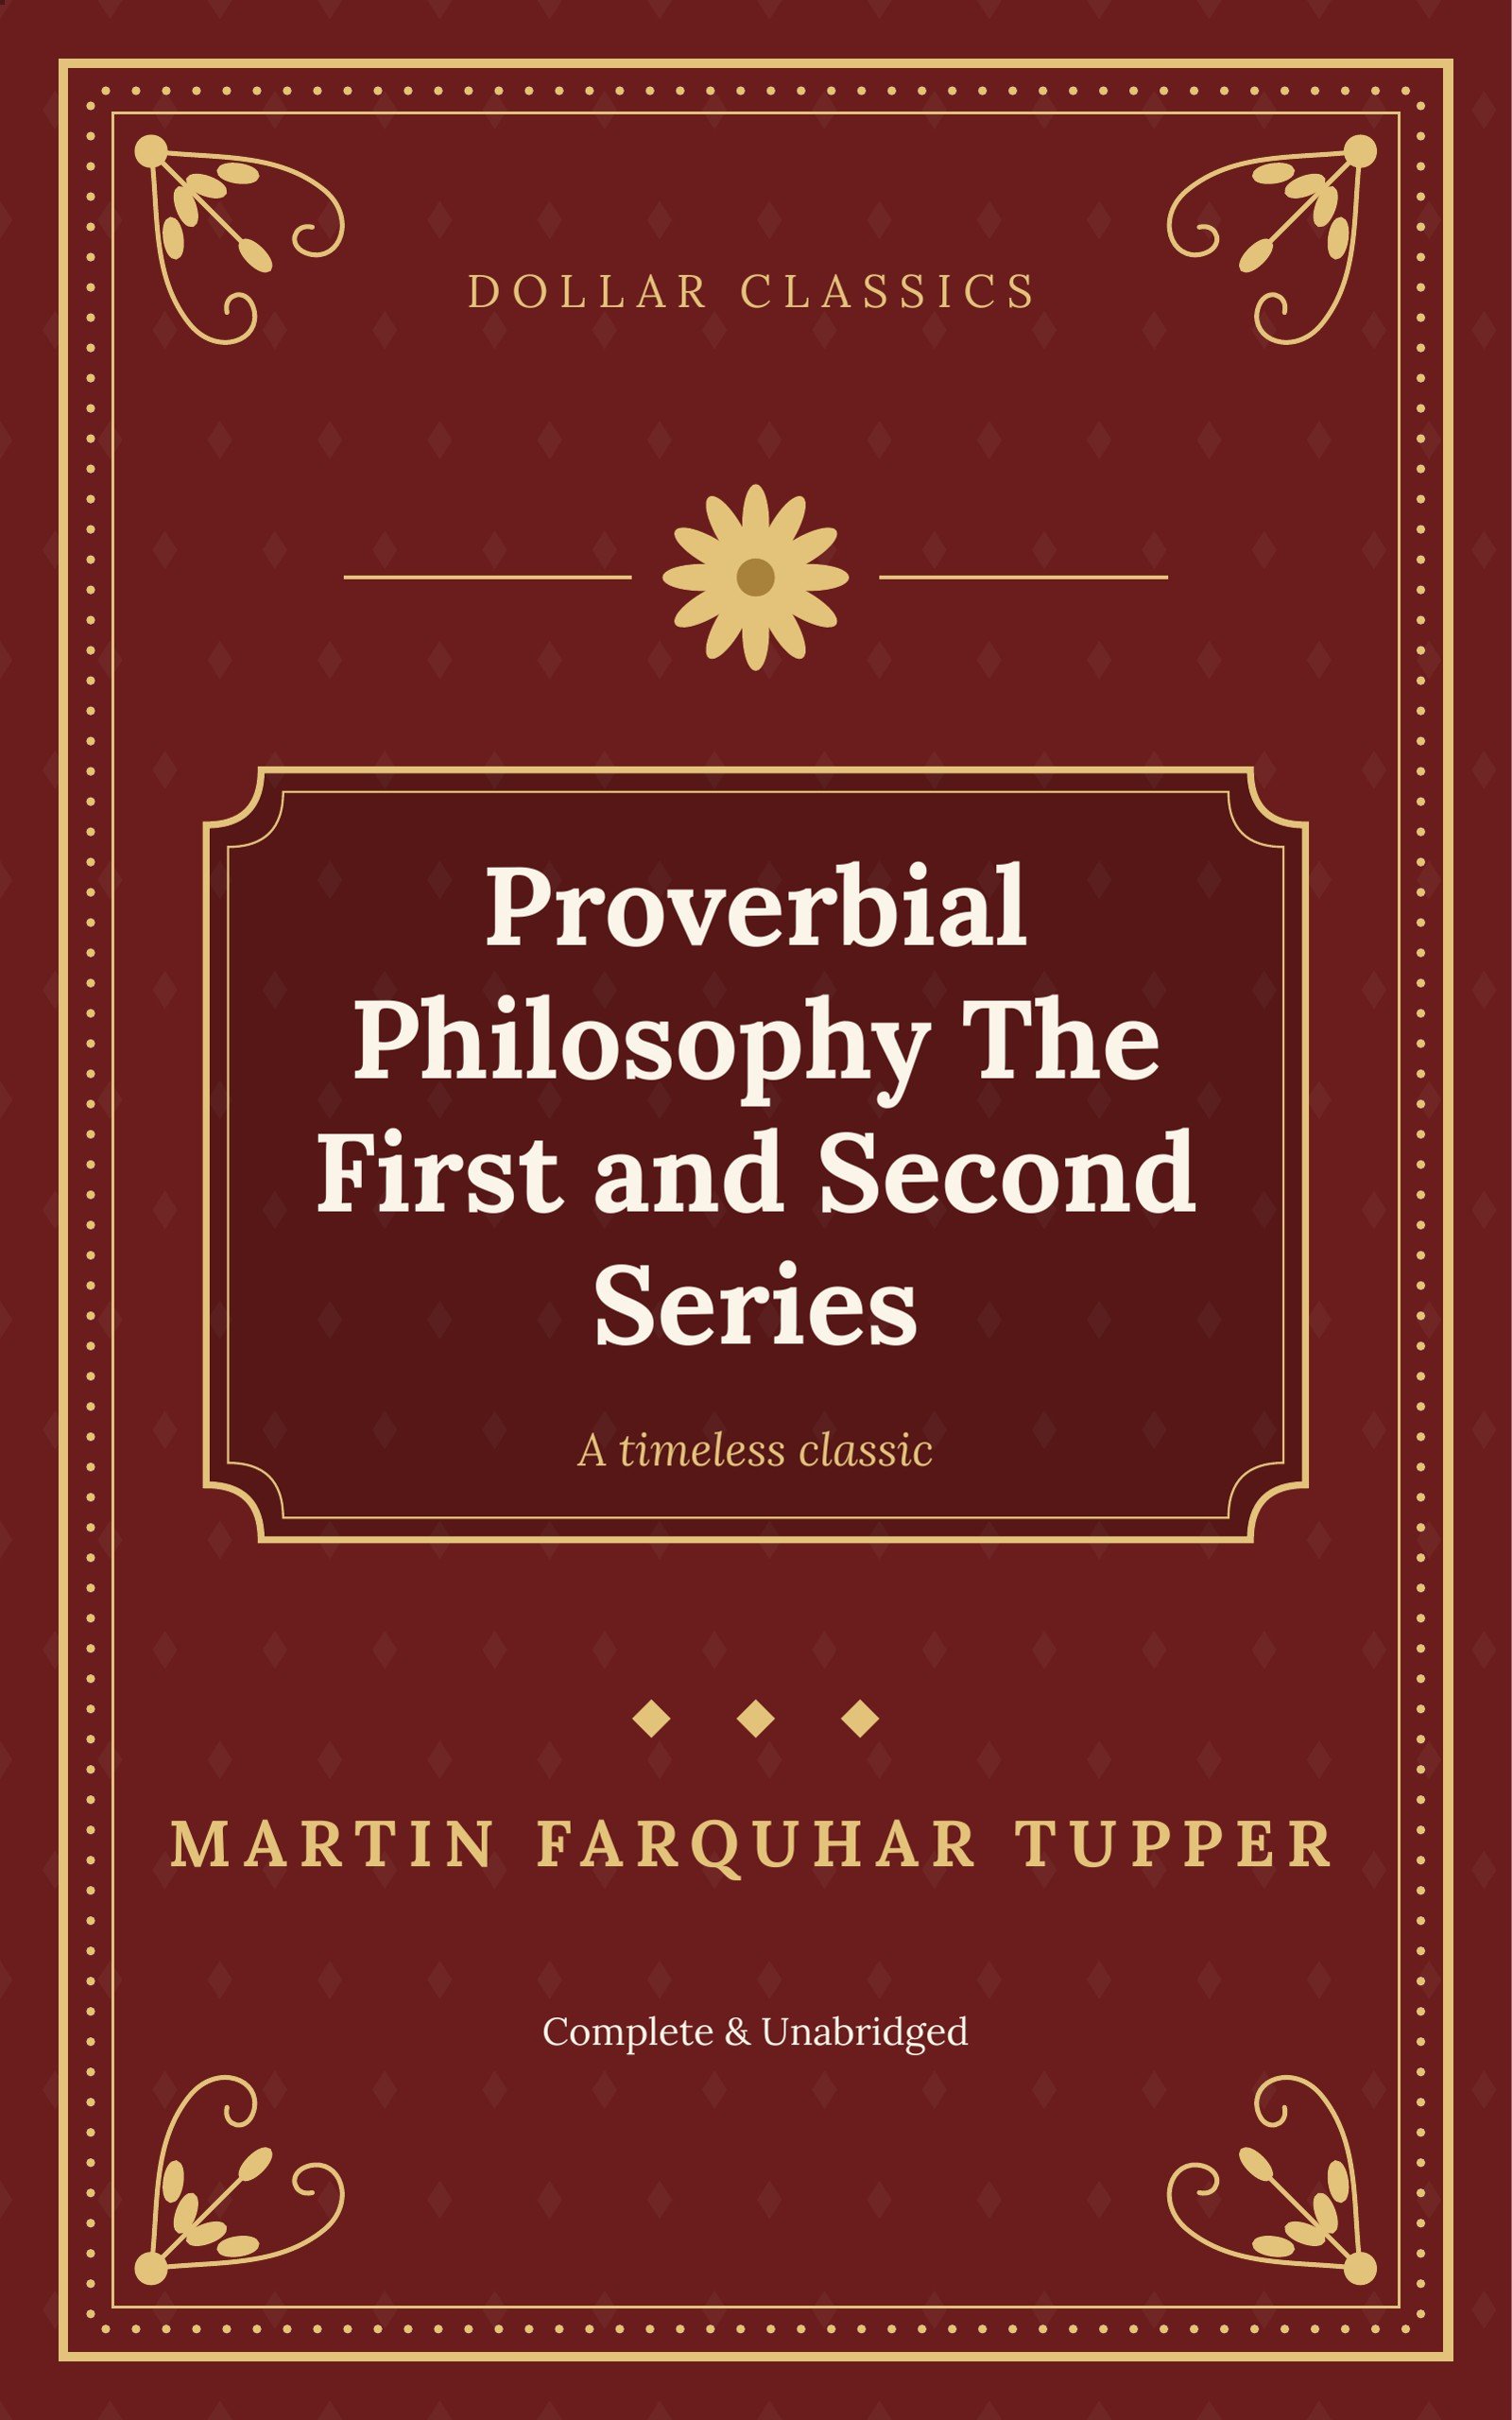 DOLLAR CLASSICS
Proverbial
Philosophy The
First and Second
Series
A timeless classic
MARTIN FARQUHAR TUPPER
Complete & Unabridged